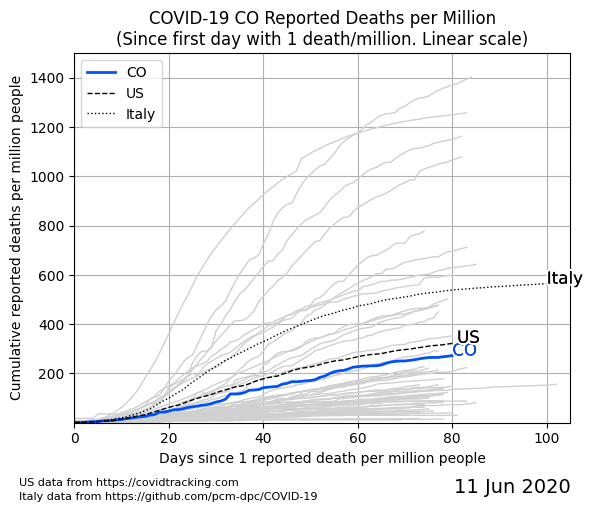 COVID-19 CO Reported Deaths per Million
(Since first day with 1 death/million. Linear scale)
Cumulative reported deaths per million people
1400
1200
1000
800
600
400
200
CO
US
Italy
Italy
US
CO
0
20
40
60
80
100
Days since 1 reported death per million people
US data from https://covidtracking.com
Italy data from https://github.com/pcm-dpc/COVID-19
11 Jun 2020